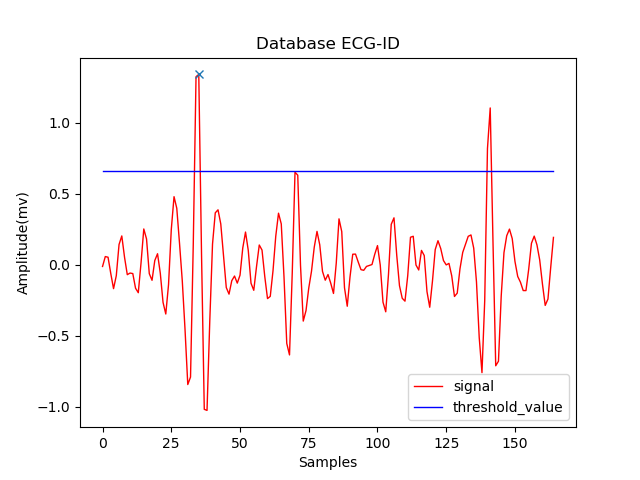 Database ECG-ID
Amplitude(mv)
1.0
0.5
0.0
−0.5
−1.0
signal
threshold_value
0 25 50 75 100 125 150
Samples